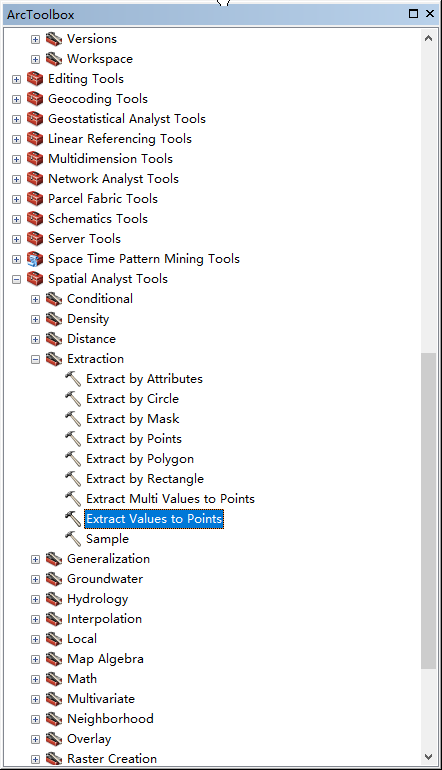 ArcToolbox
Versions
Workspace
Editing Tools
Geocoding Tools
Geostatistical Analyst Tools
Linear Referencing Tools
Multidimension Tools
Network Analyst Tools
Parcel Fabric Tools
Schematics Tools
Server Tools
Space Time Pattern Mining Tools
Spatial Analyst Tools
Conditional
Density
Distance
Extraction
Extract by Attributes
Extract by Circle
Extract by Mask
Extract by Points
Extract by Polygon
Extract by Rectangle
Extract Multi Values to Points
Extract Values to Points
Sample
Generalization
Groundwater
Hydrology
Interpolation
Local
Map Algebra
Math
Multivariate
Neighborhood
Overlay
Raster Creation